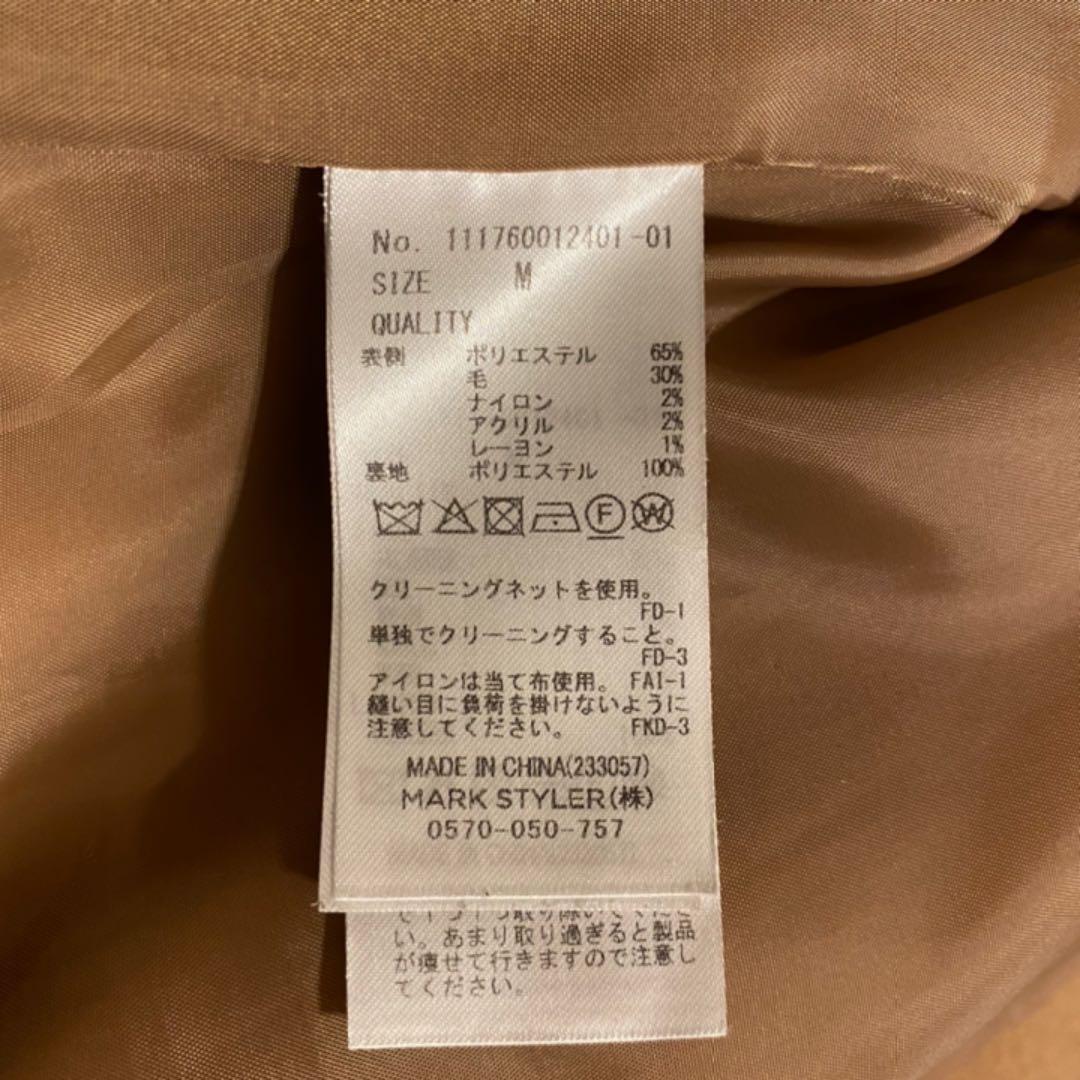 No. 111760012401-01
SIZE M
QUALITY
表側 ポリエステル 65%
毛 30%
ナイロン 2%
アクリル 2%
レーヨン 1%
裏地 ポリエステル 100%
F W
クリーニングネットを使用。
FD-1
単独でクリーニングすること。
FD-3
アイロンは当て布使用。 FAI-1
縫い目に負荷を掛けないように
注意してください。 FKD-3
MADE IN CHINA(233057)
MARK STYLER(株)
0570-050-757
い。あまり取り過ぎると製品
が痩せて行きますので注意し
てください。